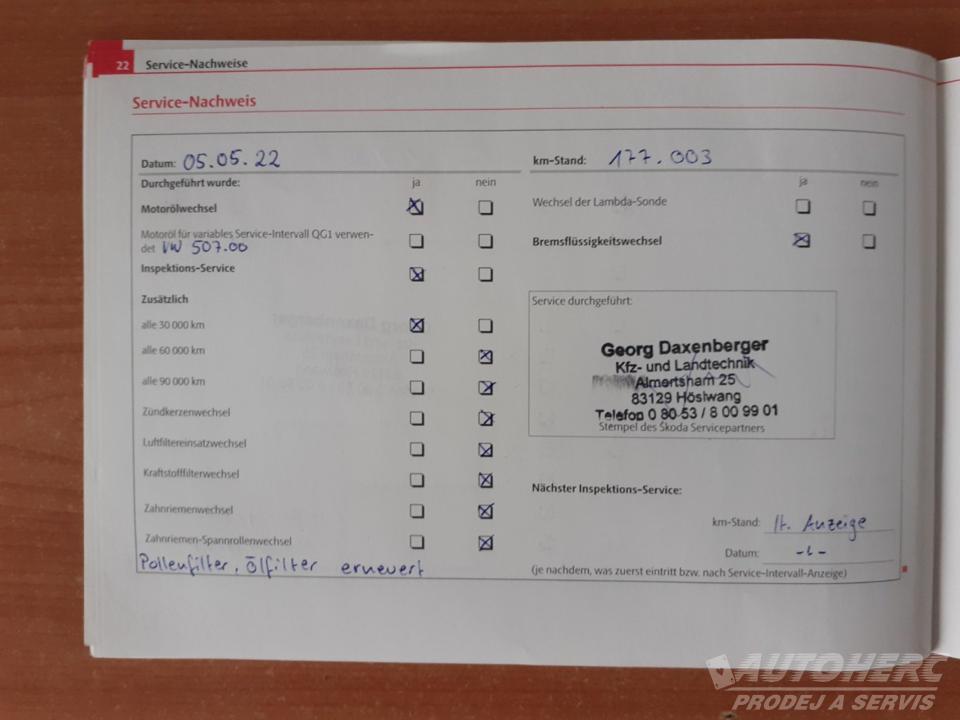 22 Service-Nachweise
Service-Nachweis
Datum: 05.05.22
km-Stand: 177.003
Durchgeführt wurde: ja nein
ja nein
Motorölwechsel
Wechsel der Lambda-Sonde
Motoröl für variables Service-Intervall QG1 verwen-
det VW 507.00
Bremsflüssigkeitswechsel
Inspektions-Service
Zusätzlich
Service durchgeführt:
alle 30 000 km
alle 60 000 km
alle 90 000 km
Zündkerzenwechsel
Luftfiltereinsatzwechsel
Kraftstofffilterwechsel
Zahnriemenwechsel
Zahnriemen-Spannrollenwechsel
Pollenfilter, Ölfilter erneuert
Georg Daxenberger
Kfz- und Landtechnik
Almertsham 25
83129 Höslwang
Telefon 0 80 53 / 8 00 99 01
Stempel des Škoda Servicepartners
Nächster Inspektions-Service:
km-Stand: lt. Anzeige
Datum:
(je nachdem, was zuerst eintritt bzw. nach Service-Intervall-Anzeige)
AUTOHERC
PRODEJ A SERVIS